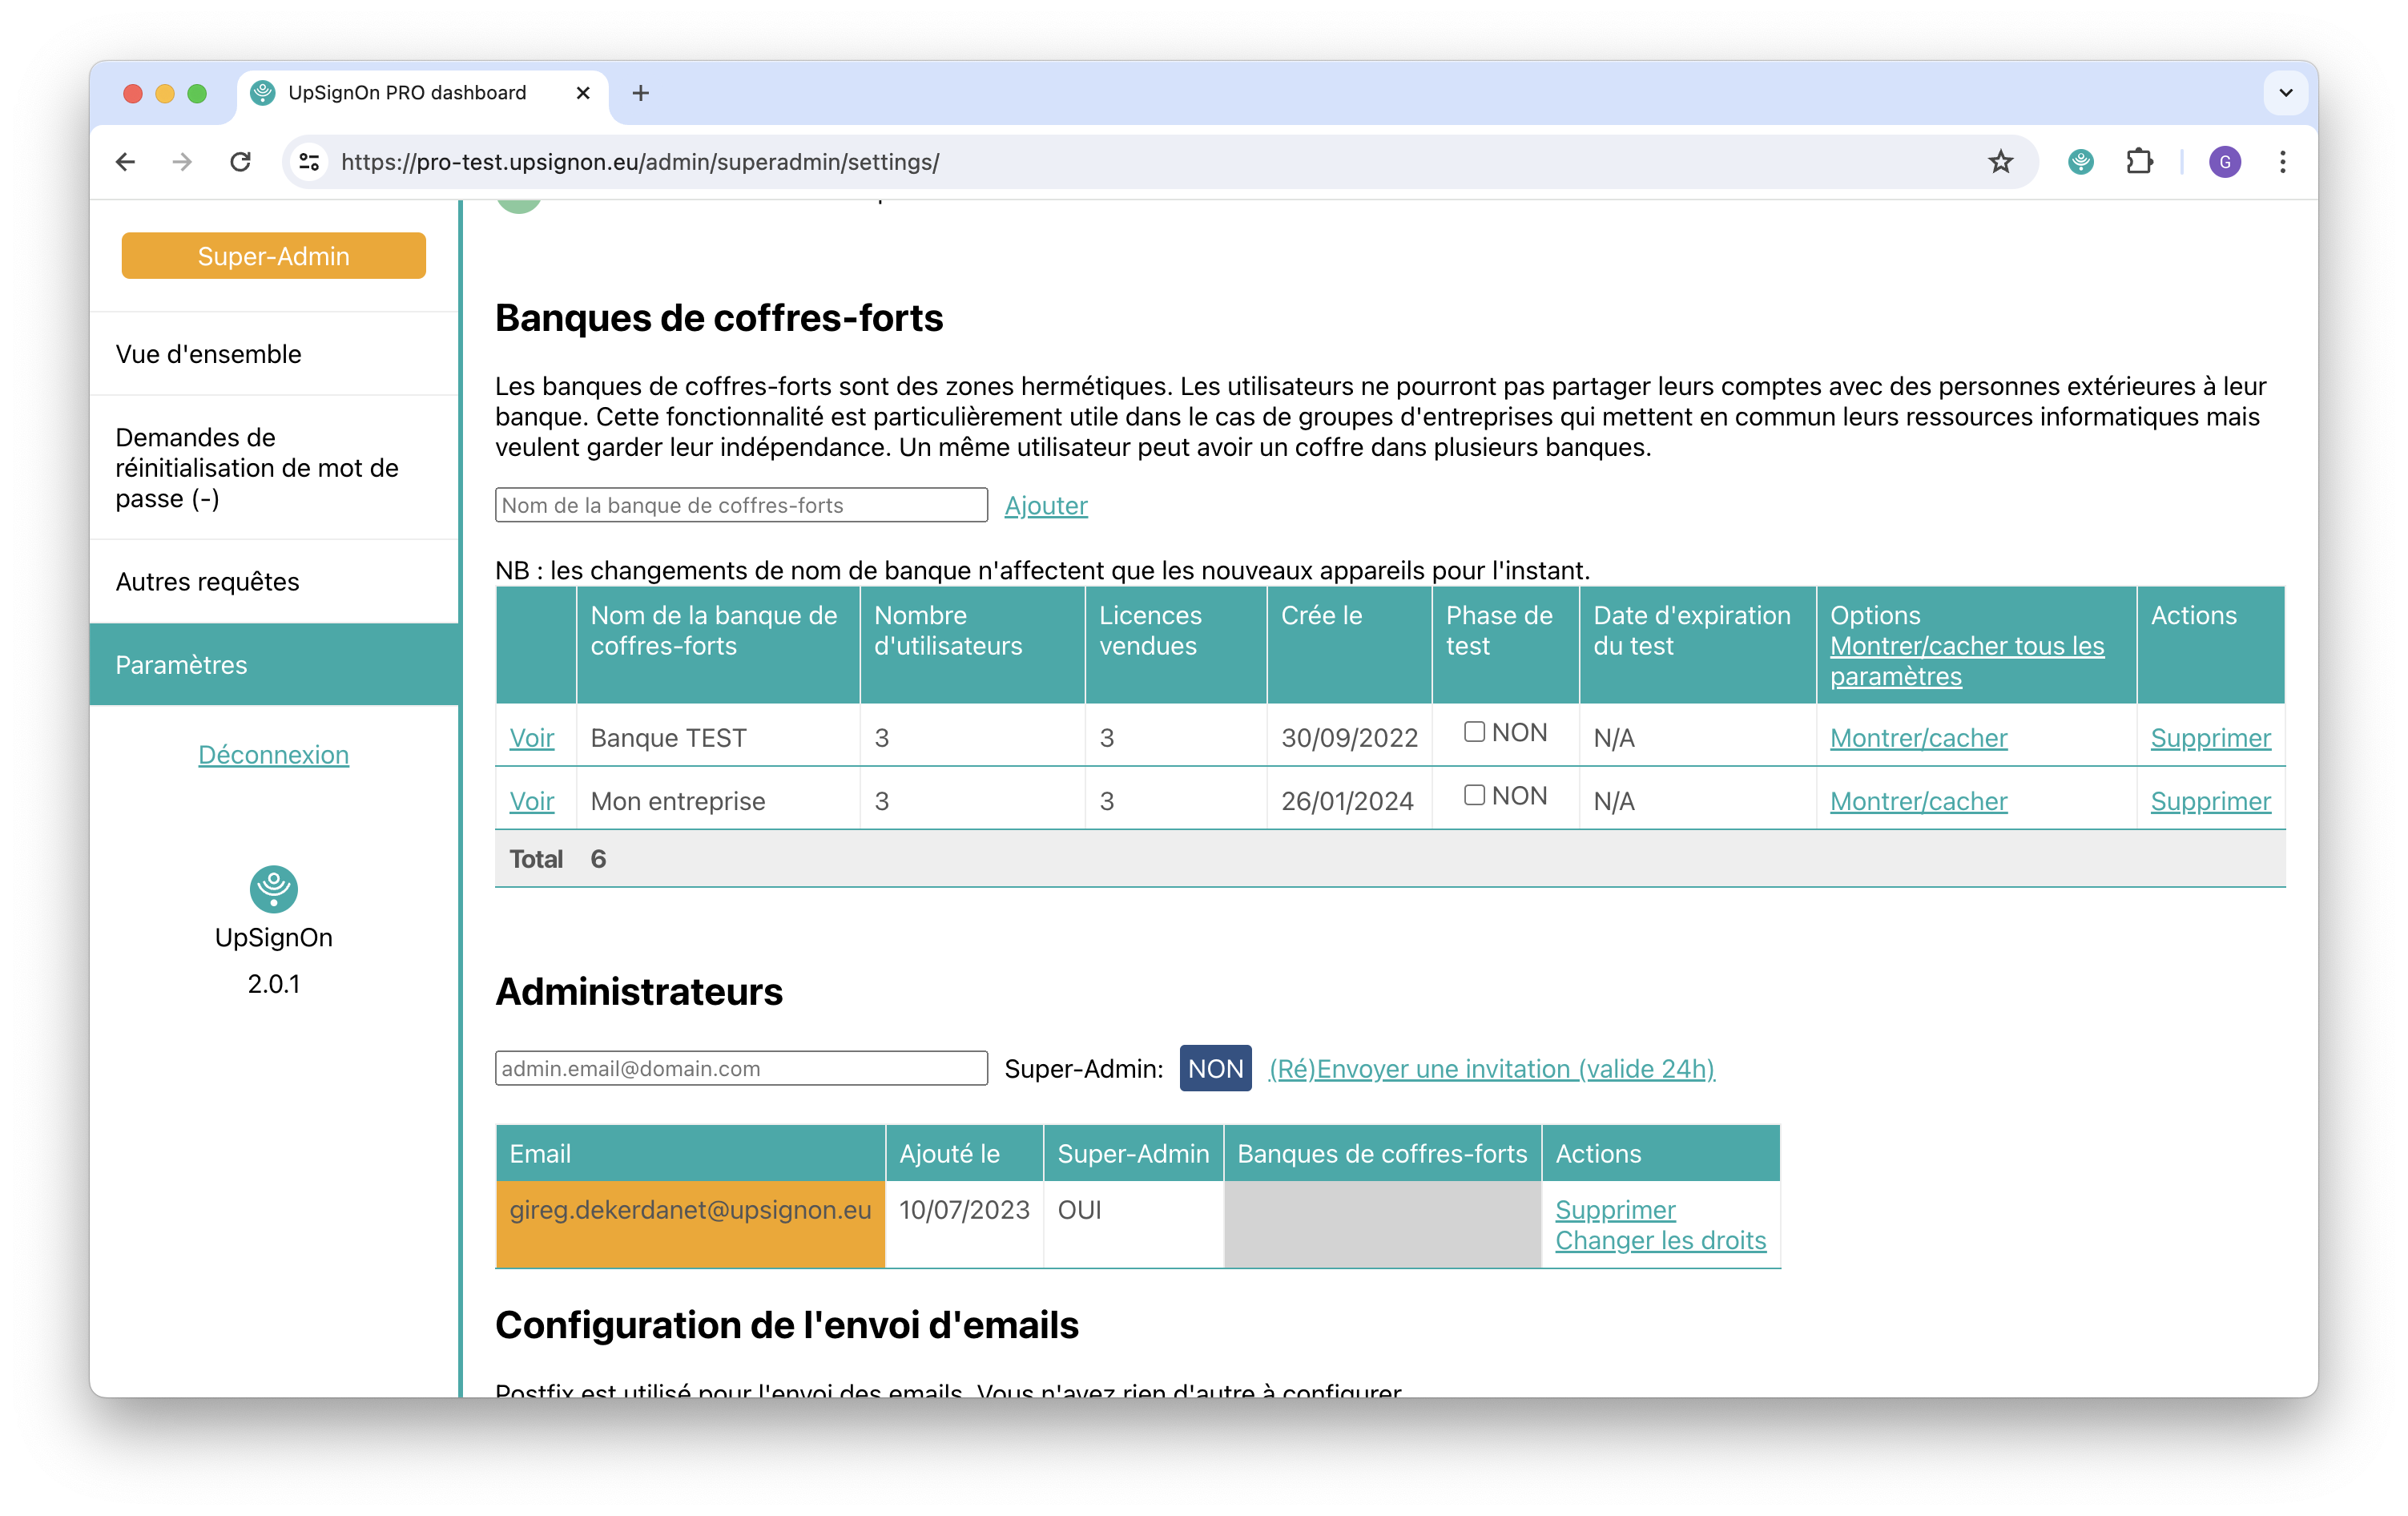 UpSignOn PRO dashboard
https://pro-test.upsignon.eu/admin/superadmin/settings/
G
Super-Admin
Vue d'ensemble
Demandes de
réinitialisation de mot de
passe (-)
Autres requêtes
Paramètres
Déconnexion
UpSignOn
2.0.1
Banques de coffres-forts
Les banques de coffres-forts sont des zones hermétiques. Les utilisateurs ne pourront pas partager leurs comptes avec des personnes extérieures à leur
banque. Cette fonctionnalité est particulièrement utile dans le cas de groupes d'entreprises qui mettent en commun leurs ressources informatiques mais
veulent garder leur indépendance. Un même utilisateur peut avoir un coffre dans plusieurs banques.
Nom de la banque de coffres-forts Ajouter
NB : les changements de nom de banque n'affectent que les nouveaux appareils pour l'instant.
Nom de la banque de Nombre Licences Crée le Phase de Date d'expiration Options Actions
coffres-forts d'utilisateurs vendues test du test Montrer/cacher tous les
paramètres
Voir Banque TEST 3 3 30/09/2022 NON N/A Montrer/cacher Supprimer
Voir Mon entreprise 3 3 26/01/2024 NON N/A Montrer/cacher Supprimer
Total 6
Administrateurs
admin.email@domain.com Super-Admin: NON (Ré)Envoyer une invitation (valide 24h)
Email Ajouté le Super-Admin Banques de coffres-forts Actions
gireg.dekerdanet@upsignon.eu 10/07/2023 OUI Supprimer
Changer les droits
Configuration de l'envoi d'emails
Postfix est utilisé pour l'envoi des emails. Vous n'avez rien d'autre à configurer